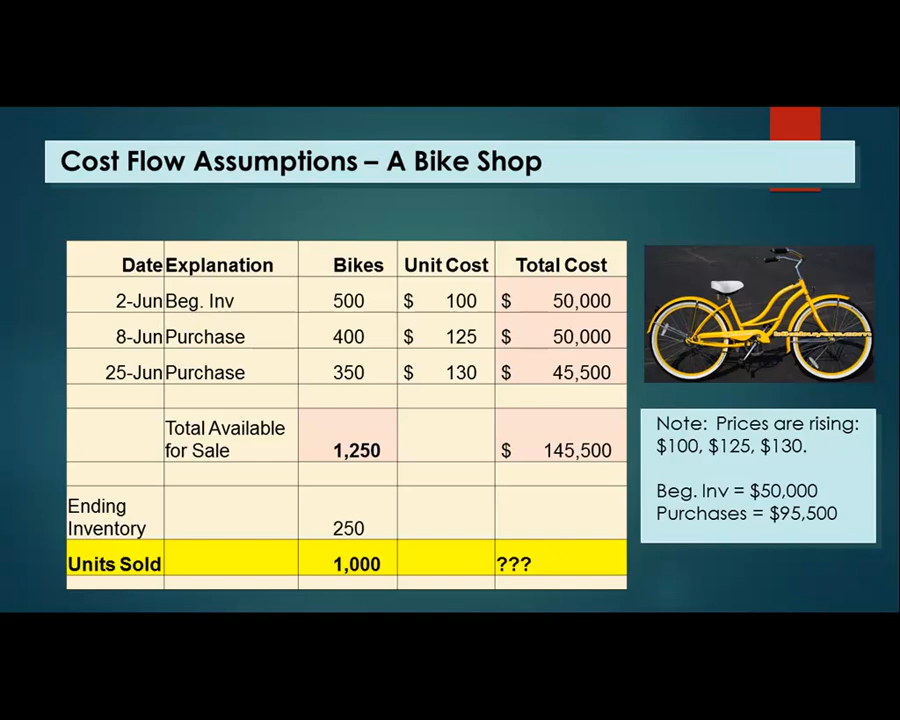 Cost Flow Assumptions – A Bike Shop
Date Explanation Bikes Unit Cost Total Cost
2-Jun Beg. Inv 500 $ 100 $ 50,000
8-Jun Purchase 400 $ 125 $ 50,000
25-Jun Purchase 350 $ 130 $ 45,500
Total Available
for Sale 1,250 $ 145,500
Ending
Inventory 250
Units Sold 1,000 ???
Note: Prices are rising:
$100, $125, $130.
Beg. Inv = $50,000
Purchases = $95,500